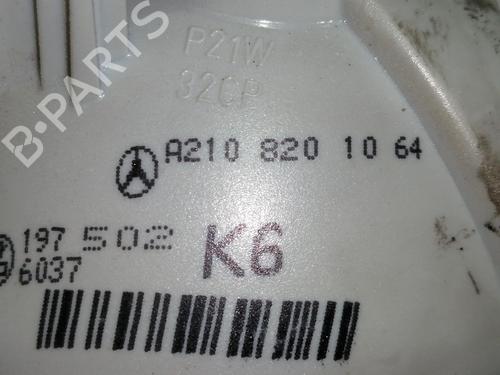 P21W
32CP
A210 820 10 64
197 502 K6
6037
B-PARTS